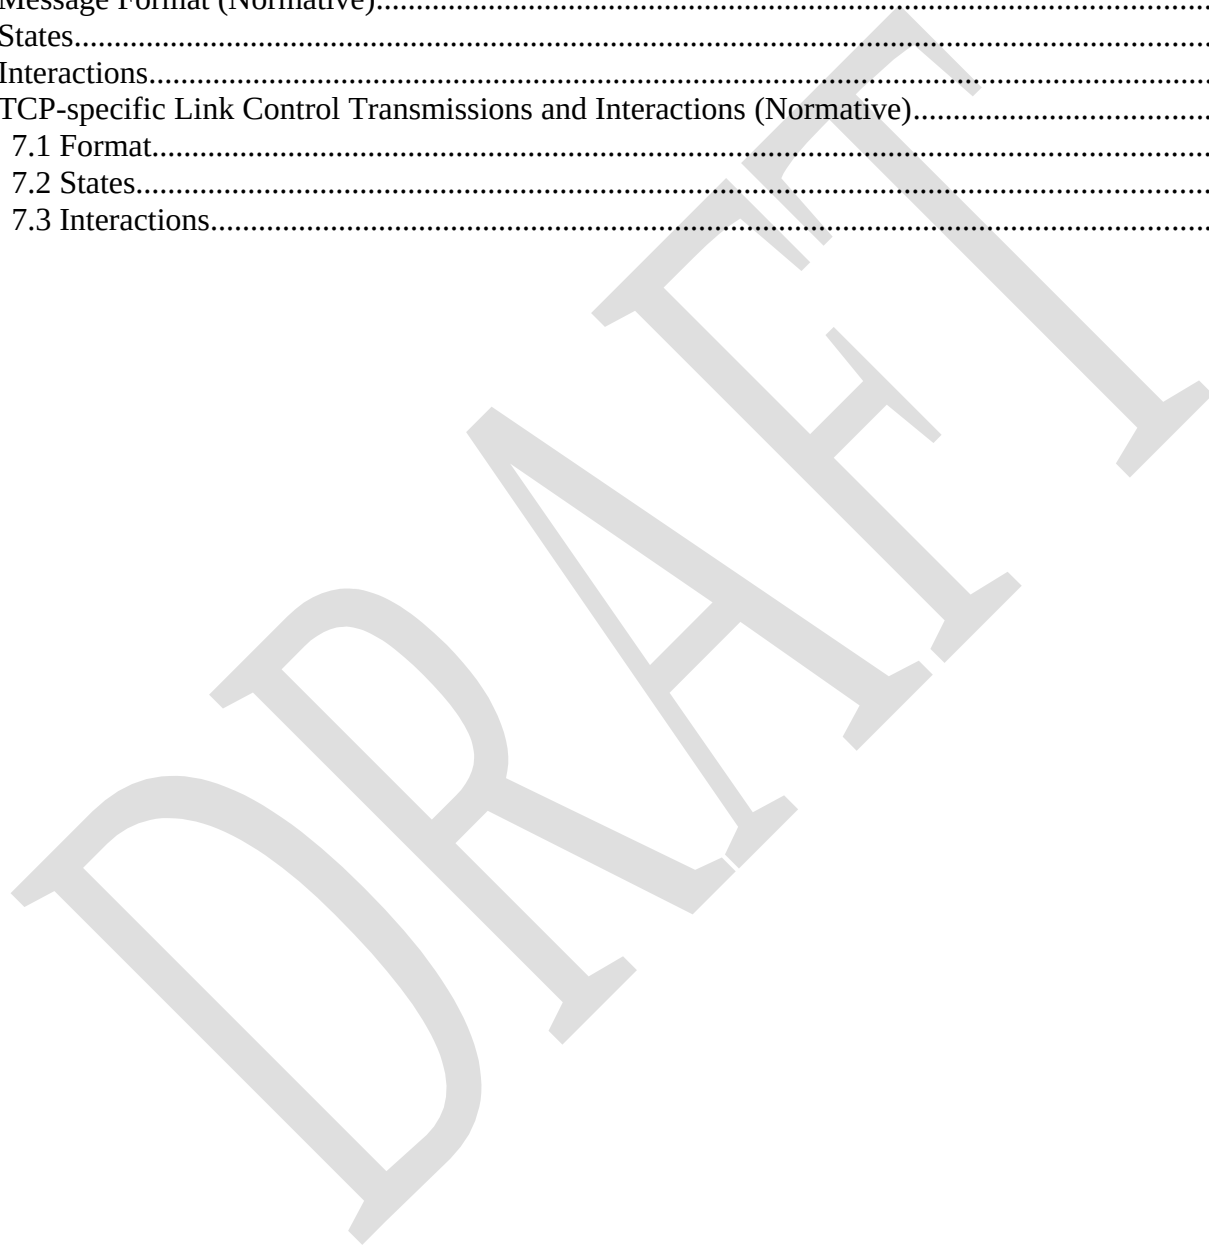 Message Format (Normative)........................................................................................................
States..............................................................................................................................................
Interactions.....................................................................................................................................
TCP-specific Link Control Transmissions and Interactions (Normative).....................................
7.1 Format.....................................................................................................................................
7.2 States.......................................................................................................................................
7.3 Interactions..............................................................................................................................
DRAFT